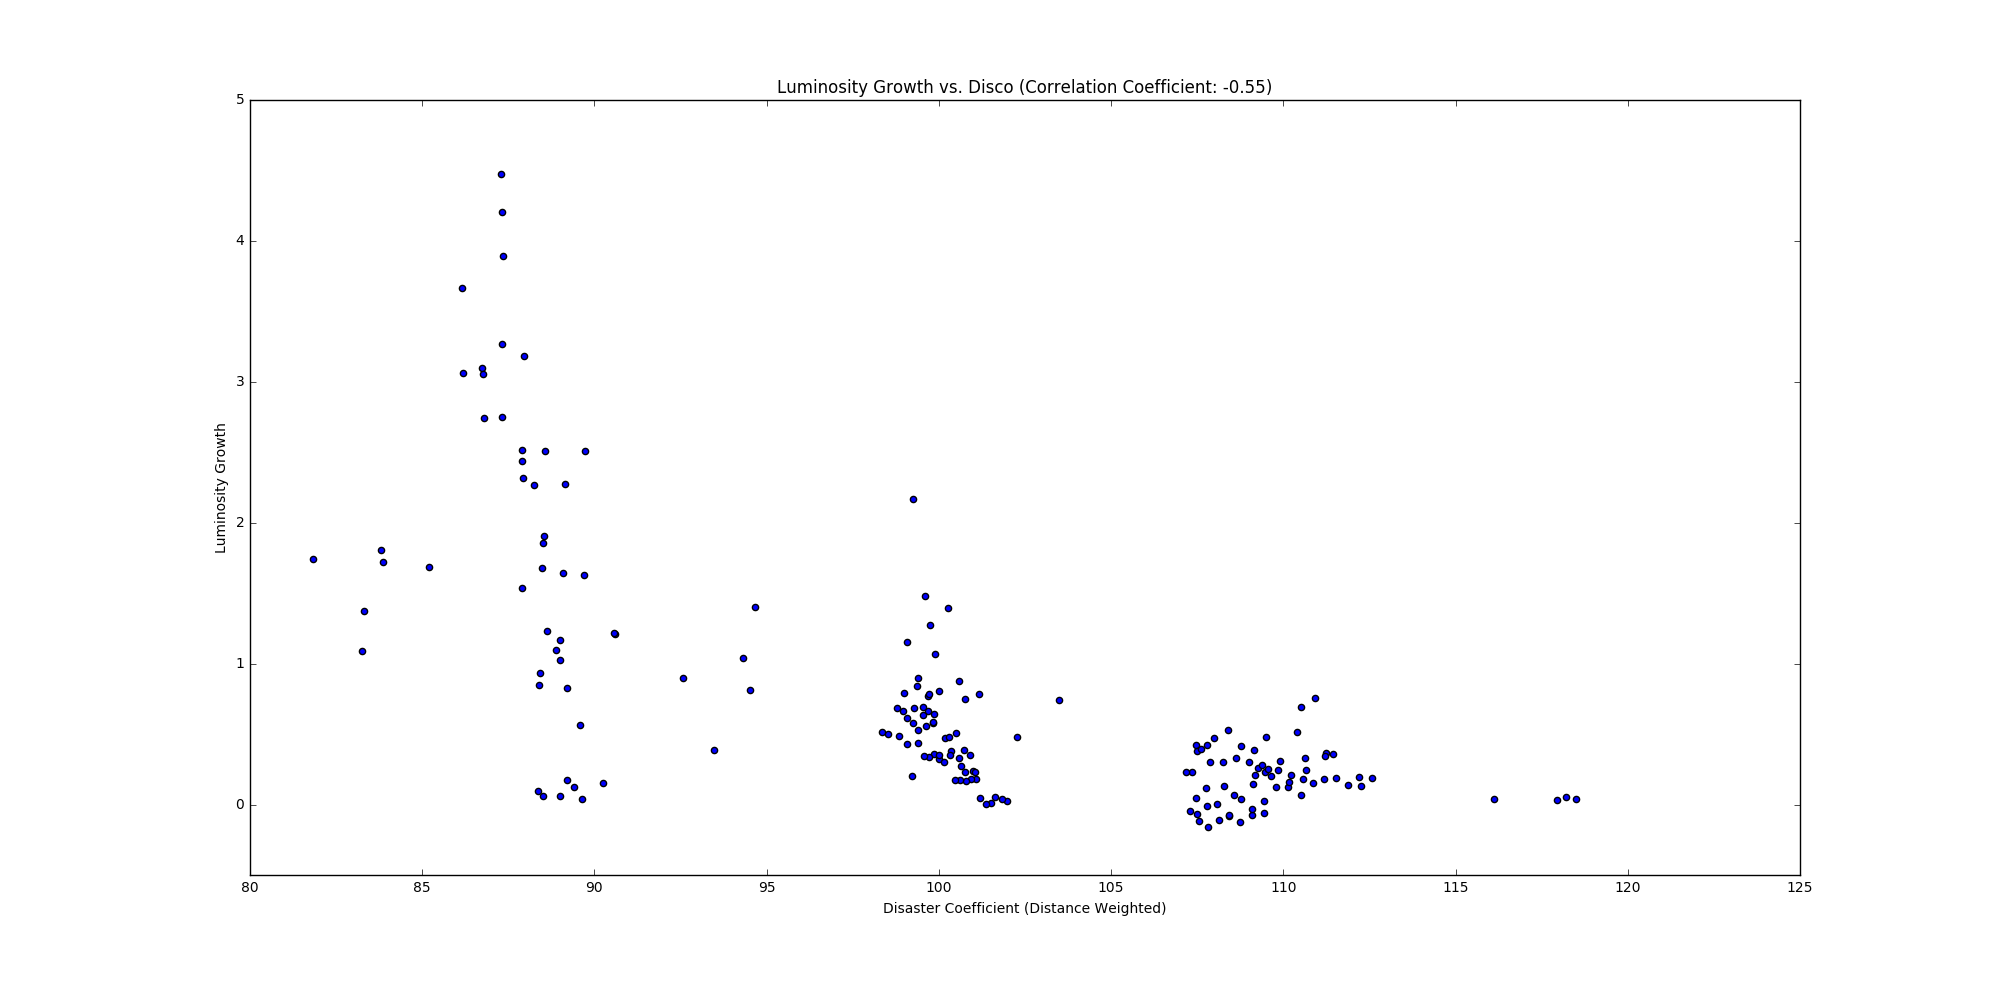 Luminosity Growth vs. Disco (Correlation Coefficient: -0.55)
5
4
3
2
1
0
Luminosity Growth
80 85 90 95 100 105 110 115 120 125
Disaster Coefficient (Distance Weighted)